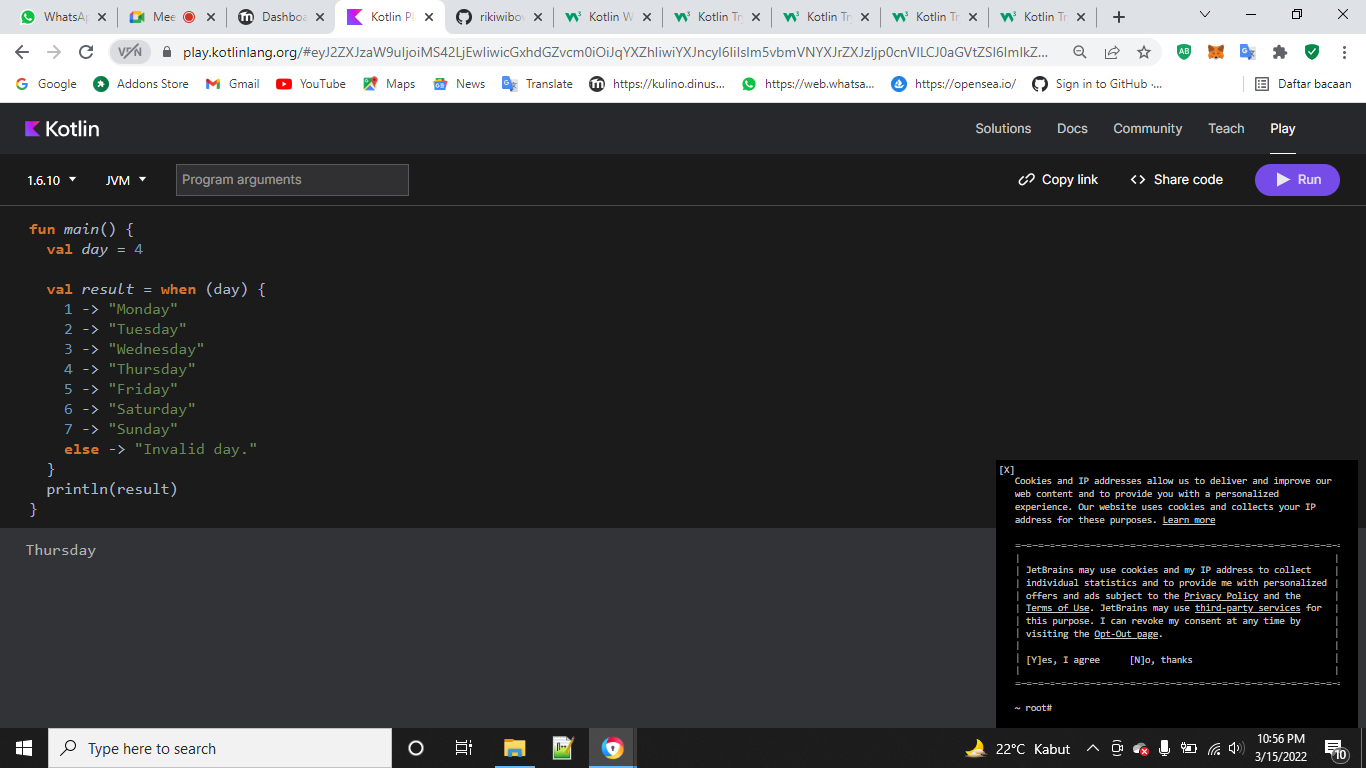 WhatsAp
Mee
Dashboa
Kotlin Pl
rikiwibov
Kotlin W
Kotlin Tr
Kotlin Tr
Kotlin Tr
Kotlin Tr
VPN
play.kotlinlang.org/
Google
Addons Store
Gmail
YouTube
Maps
News
Translate
https://kulino.dinus...
https://web.whatsa...
https://opensea.io/
Sign in to GitHub ·...
Daftar bacaan
Kotlin
Solutions
Docs
Community
Teach
Play
1.6.10
JVM
Program arguments
Copy link
<> Share code
Run
fun main() {
val day = 4
val result = when (day) {
1 -> "Monday"
2 -> "Tuesday"
3 -> "Wednesday"
4 -> "Thursday"
5 -> "Friday"
6 -> "Saturday"
7 -> "Sunday"
else -> "Invalid day."
}
println(result)
}
Thursday
[X]
Cookies and IP addresses allow us to deliver and improve our
web content and to provide you with a personalized
experience. Our website uses cookies and collects your IP
address for these purposes. Learn more
JetBrains may use cookies and my IP address to collect
individual statistics and to provide me with personalized
offers and ads subject to the Privacy Policy and the
Terms of Use. JetBrains may use third-party services for
this purpose. I can revoke my consent at any time by
visiting the Opt-Out page.
[Y]es, I agree [N]o, thanks
~ root#
Type here to search
22°C Kabut
10:56 PM
3/15/2022
10